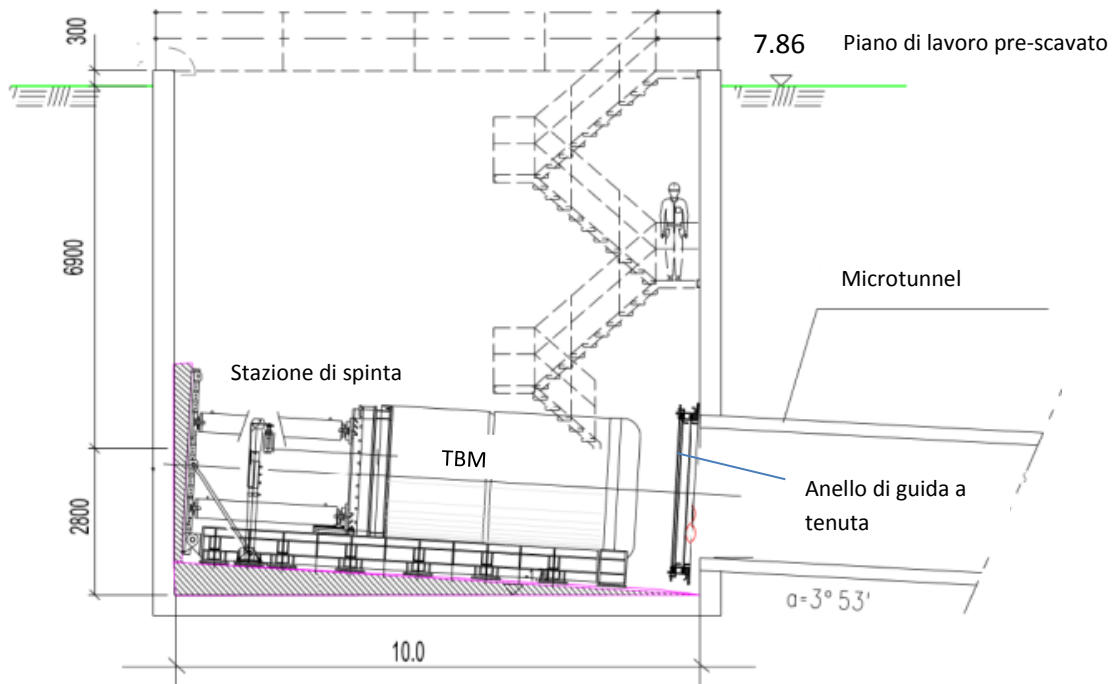 300
7.86 Piano di lavoro pre-scavato
6900
Microtunnel
Stazione di spinta
TBM
Anello di guida a
tenuta
2800
a=3° 53'
10.0